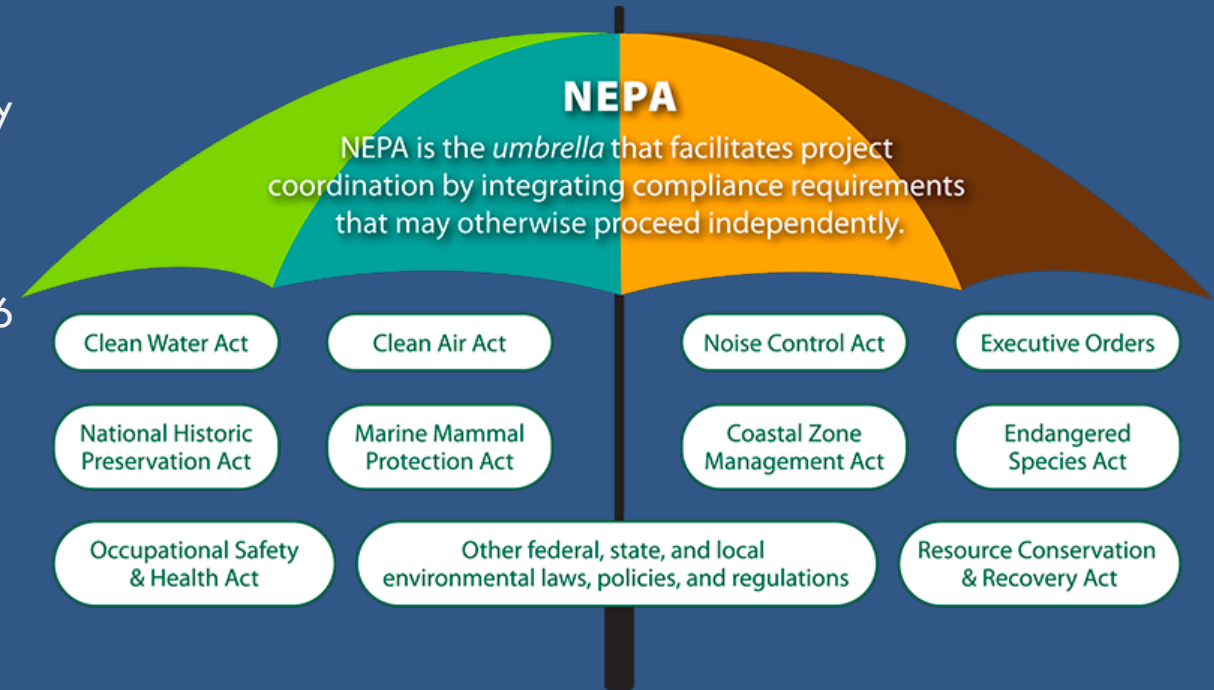 NEPA
NEPA is the umbrella that facilitates project
coordination by integrating compliance requirements
that may otherwise proceed independently.
Clean Water Act
Clean Air Act
Noise Control Act
Executive Orders
National Historic
Preservation Act
Marine Mammal
Protection Act
Coastal Zone
Management Act
Endangered
Species Act
Occupational Safety
& Health Act
Other federal, state, and local
environmental laws, policies, and regulations
Resource Conservation
& Recovery Act